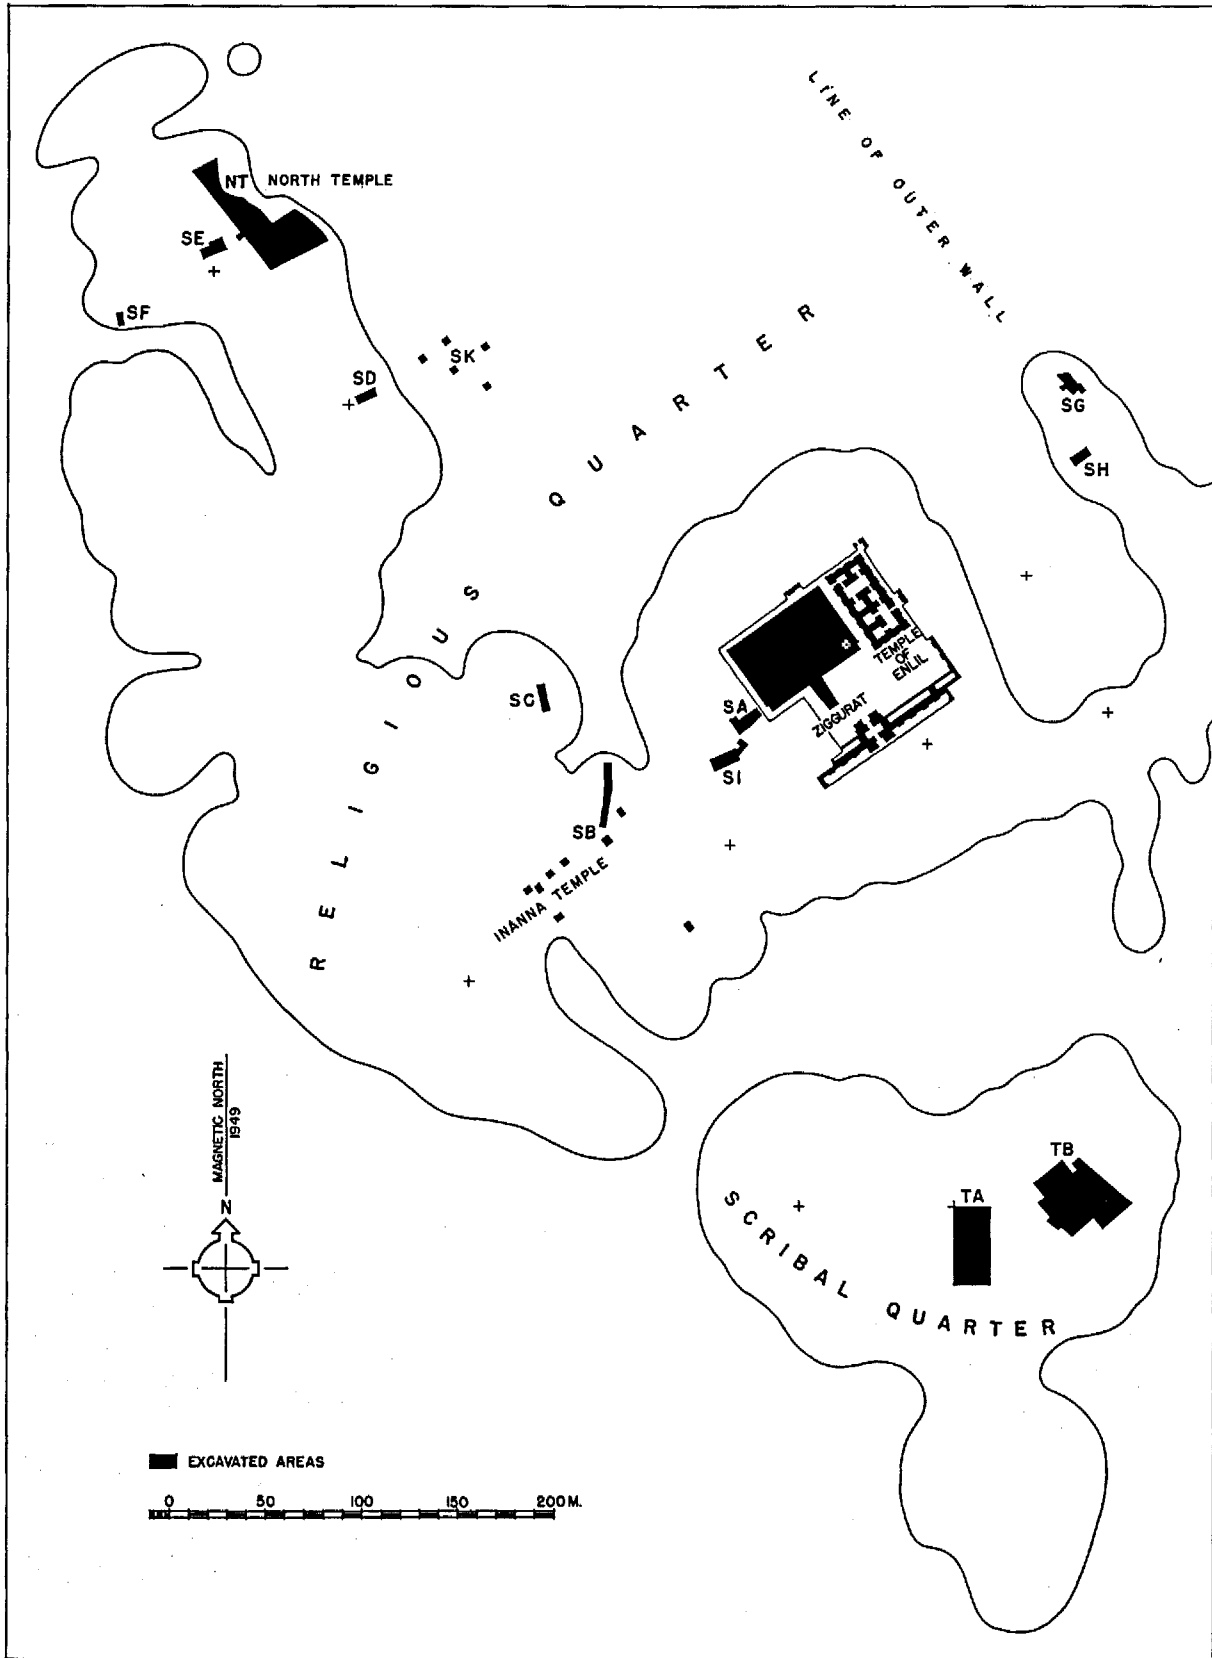 LINE OF OUTER WALL
NT NORTH TEMPLE
SE
SF
SK
SD
SG
SH
RELIGIOUS QUARTER
TEMPLE
OF
ENLIL
ZIGGURAT
SA
SC
SI
SB
INANNA TEMPLE
MAGNETIC NORTH
1949
N
TB
TA
SCRIBAL QUARTER
EXCAVATED AREAS
0 50 100 150 200 M.